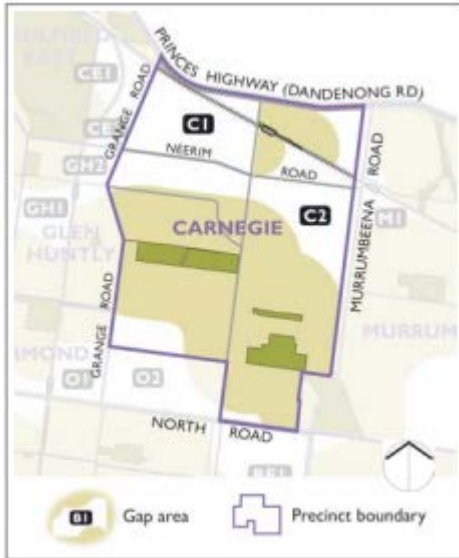 PRINCES HIGHWAY (DANDENONG RD)
CE1
GRANGE ROAD
C1
NEERIM ROAD
GH2
C2
GH1
CARNEGIE
M1
GLEN
HUNTLY
MURRUMBEENA ROAD
GRANGE ROAD
MURRUM
MOND
O1
O2
NORTH ROAD
B1 Gap area
Precinct boundary